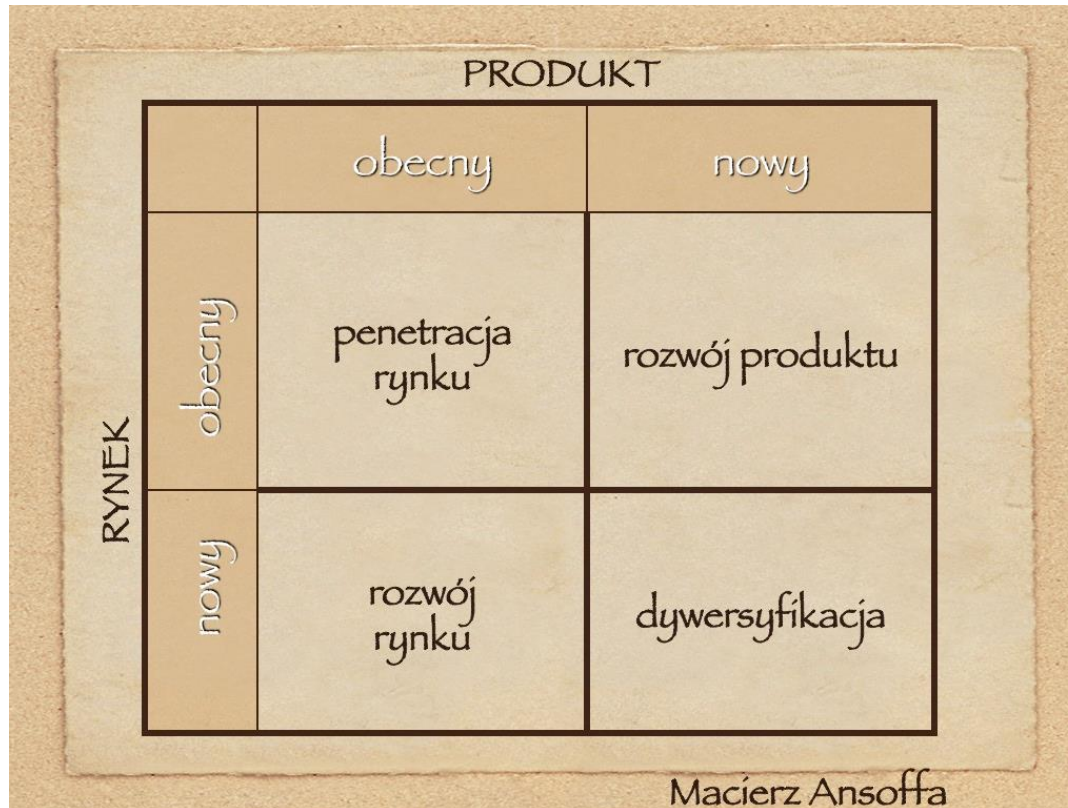 PRODUKT
obecny
nowy
RYNEK
obecny
penetracja
rynku
rozwój produktu
nowy
rozwój
rynku
dywersyfikacja
Macierz Ansoffa